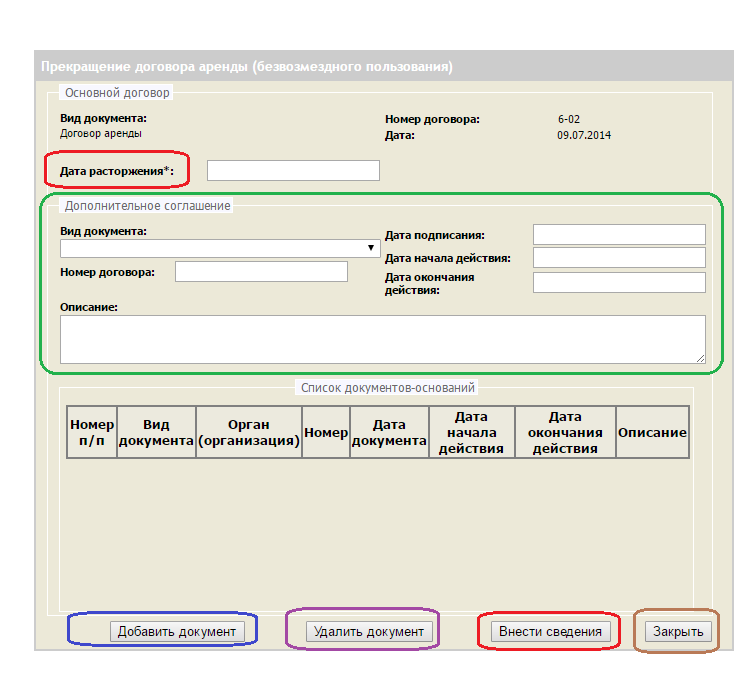 Прекращение договора аренды (безвозмездного пользования)
Основной договор
Вид документа:
Договор аренды
Номер договора: 6-02
Дата: 09.07.2014
Дата расторжения*:
Дополнительное соглашение
Вид документа:
Номер договора:
Дата подписания:
Дата начала действия:
Дата окончания
действия:
Описание:
Список документов-оснований
Номер п/п Вид документа Орган (организация) Номер Дата документа Дата начала действия Дата окончания действия Описание
Добавить документ Удалить документ Внести сведения Закрыть